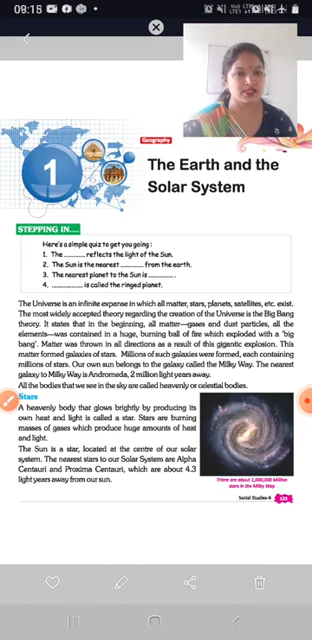 09:15
Geography
1
The Earth and the
Solar System
STEPPING IN....
Here's a simple quiz to get you going :
1. The ........... reflects the light of the Sun.
2. The Sun is the nearest ............ from the earth.
3. The nearest planet to the Sun is ............. .
4. ................ is called the ringed planet.
The Universe is an infinite expanse in which all matter, stars, planets, satellites, etc. exist.
The most widely accepted theory regarding the creation of the Universe is the Big Bang
theory. It states that in the beginning, all matter—gases and dust particles, all the
elements—was contained in a huge, burning ball of fire which exploded with a 'big
bang'. Matter was thrown in all directions as a result of this gigantic explosion. This
matter formed galaxies of stars. Millions of such galaxies were formed, each containing
millions of stars. Our own sun belongs to the galaxy called the Milky Way. The nearest
galaxy to Milky Way is Andromeda, 2 million light years away.
All the bodies that we see in the sky are called heavenly or celestial bodies.
Stars
A heavenly body that glows brightly by producing its
own heat and light is called a star. Stars are burning
masses of gases which produce huge amounts of heat
and light.
The Sun is a star, located at the centre of our solar
system. The nearest stars to our Solar System are Alpha
Centauri and Proxima Centauri, which are about 4.3
light years away from our sun.
There are about 1,000,000 Million
stars in the Milky Way
Social Studies-6 125